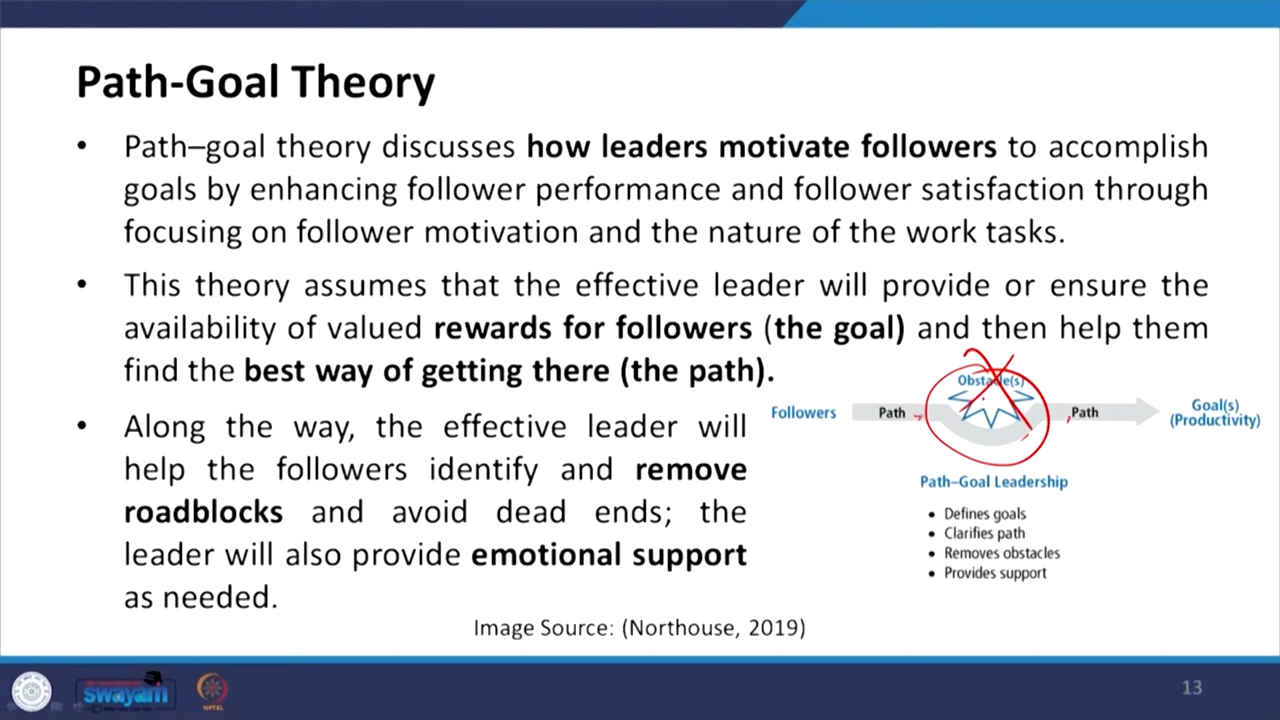 Path-Goal Theory
• Path–goal theory discusses how leaders motivate followers to accomplish
goals by enhancing follower performance and follower satisfaction through
focusing on follower motivation and the nature of the work tasks.
• This theory assumes that the effective leader will provide or ensure the
availability of valued rewards for followers (the goal) and then help them
find the best way of getting there (the path).
• Along the way, the effective leader will
help the followers identify and remove
roadblocks and avoid dead ends; the
leader will also provide emotional support
as needed.
Obstacle(s)
Followers
Path
Path
Goal(s)
(Productivity)
Path–Goal Leadership
• Defines goals
• Clarifies path
• Removes obstacles
• Provides support
Image Source: (Northouse, 2019)
swayam
NPTEL
13